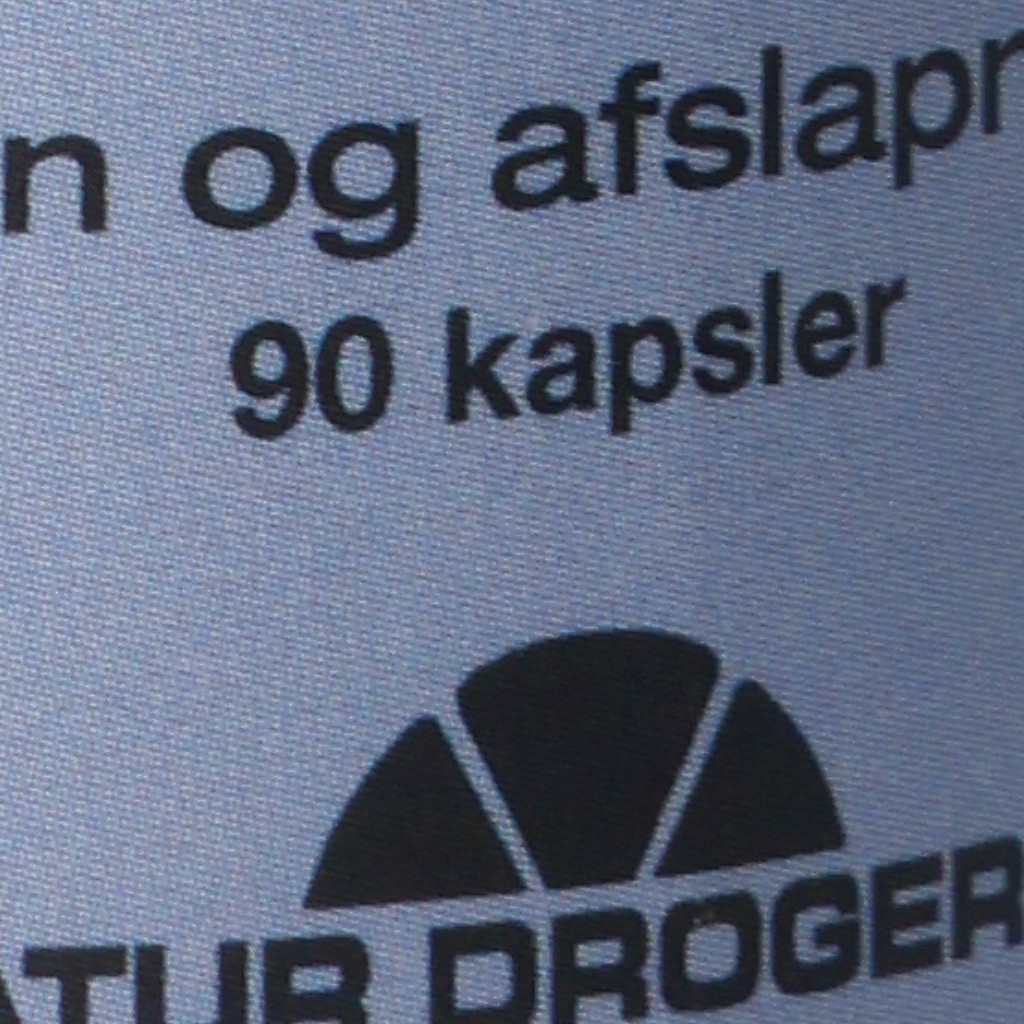 n og afslapn
90 kapsler
ATUR DROGER